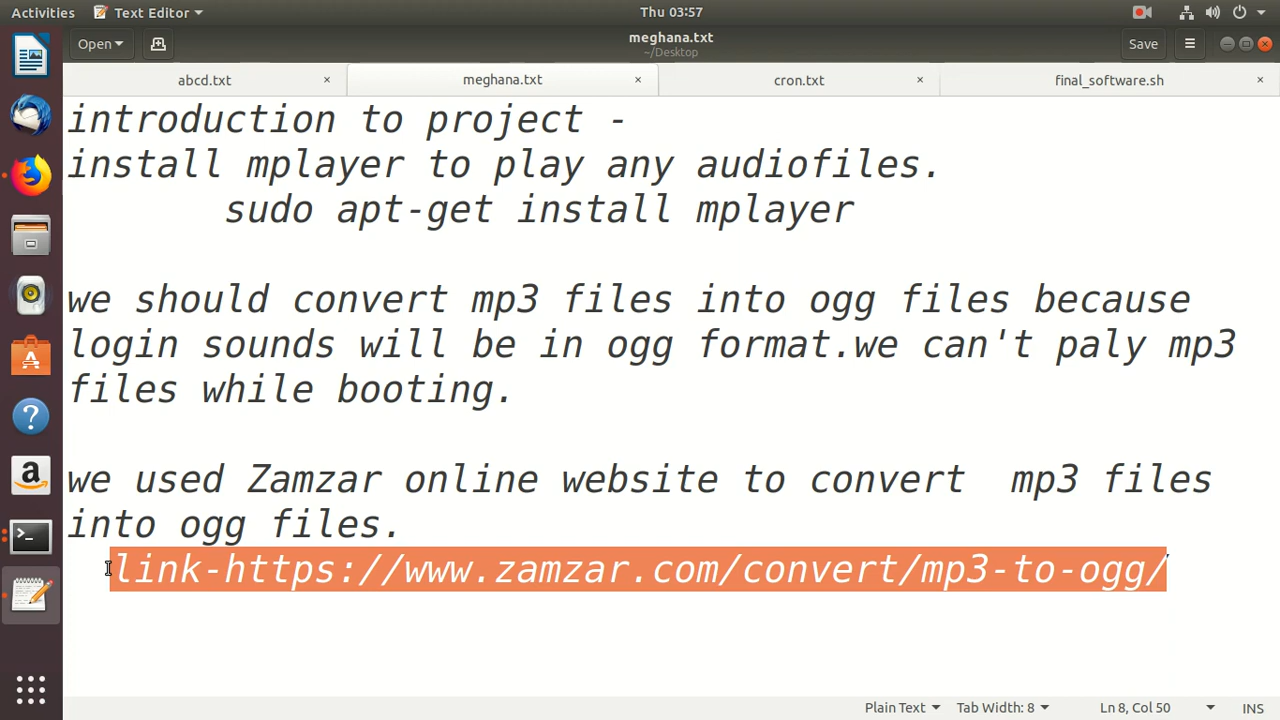 Activities Text Editor Thu 03:57
Open meghana.txt Save
~/Desktop
abcd.txt × meghana.txt × cron.txt × final_software.sh ×
introduction to project -
install mplayer to play any audiofiles.
sudo apt-get install mplayer
we should convert mp3 files into ogg files because
login sounds will be in ogg format.we can't paly mp3
files while booting.
we used Zamzar online website to convert  mp3 files
into ogg files.
link-https://www.zamzar.com/convert/mp3-to-ogg/
Plain Text Tab Width: 8 Ln 8, Col 50 INS